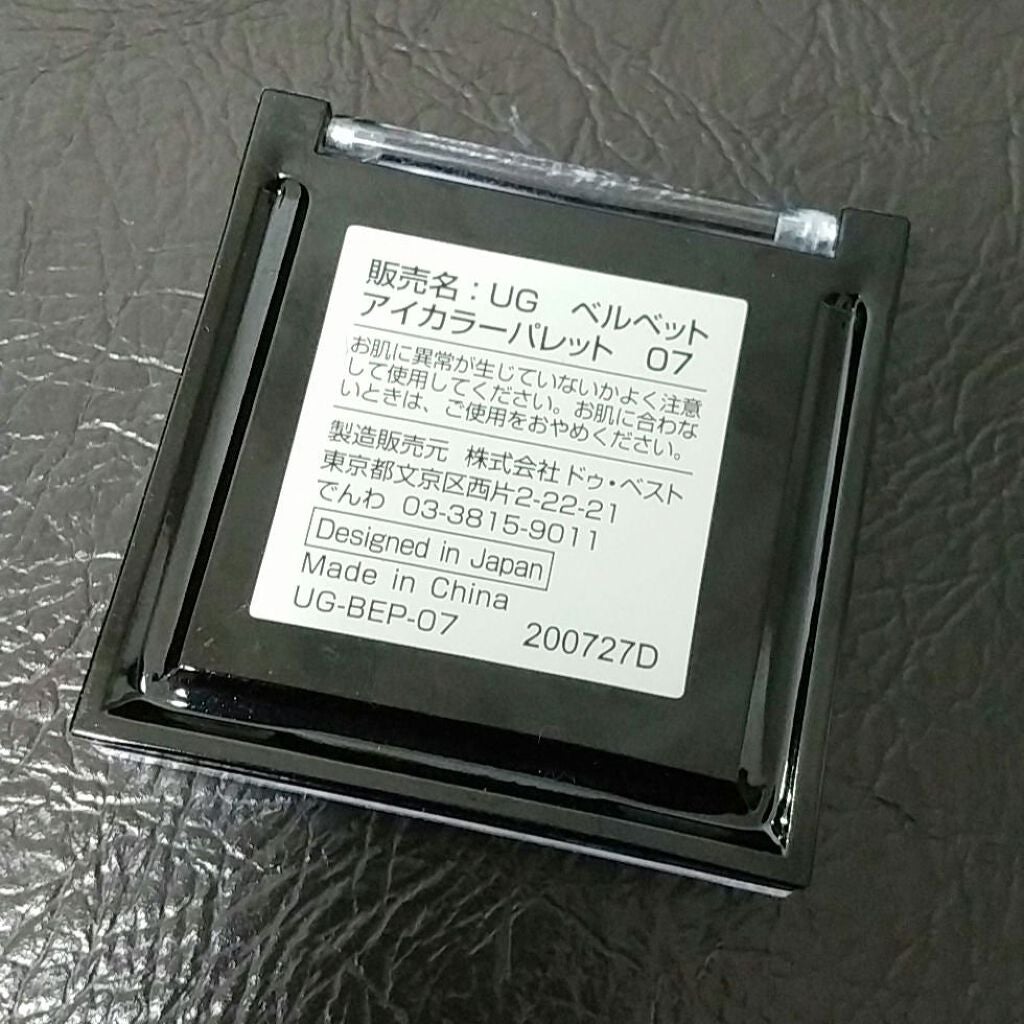 販売名：UG　ベルベット
アイカラーパレット　07
お肌に異常が生じていないかよく注意
して使用してください。お肌に合わな
いときは、ご使用をおやめください。
製造販売元　株式会社 ドゥ・ベスト
東京都文京区西片2-22-21
でんわ　03-3815-9011
Designed in Japan
Made in China
UG-BEP-07　200727D